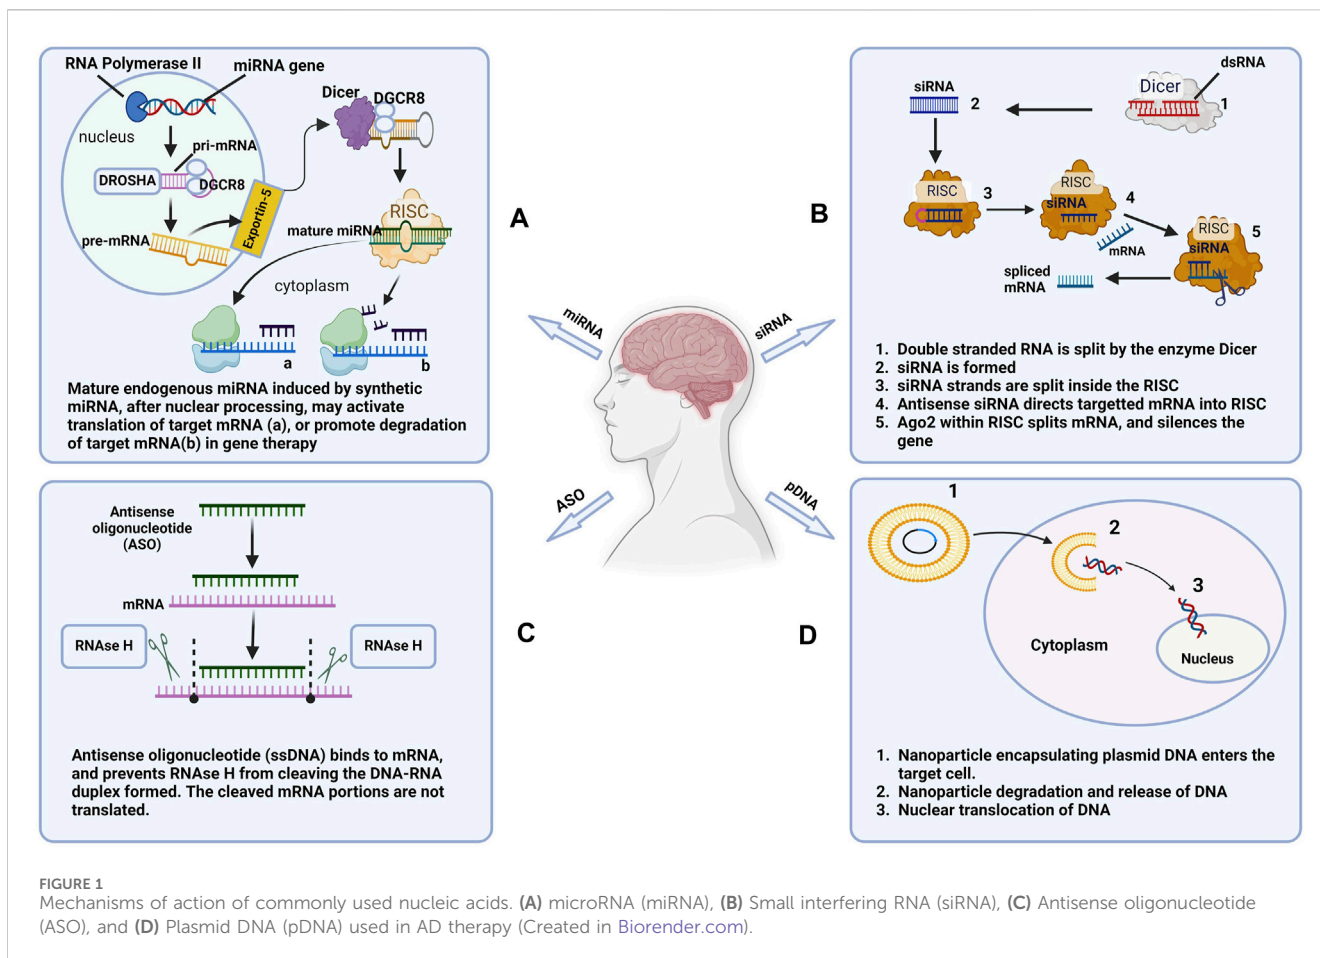 RNA Polymerase II
miRNA gene
nucleus
pri-mRNA
DROSHA
DGCR8
pre-mRNA
Exportin-5
Dicer
DGCR8
RISC
mature miRNA
cytoplasm
a
b
Mature endogenous miRNA induced by synthetic
miRNA, after nuclear processing, may activate
translation of target mRNA (a), or promote degradation
of target mRNA(b) in gene therapy
A
B
siRNA
2
Dicer
dsRNA
1
RISC
3
RISC
siRNA
4
mRNA
RISC
siRNA
5
spliced
mRNA
1. Double stranded RNA is split by the enzyme Dicer
2. siRNA is formed
3. siRNA strands are split inside the RISC
4. Antisense siRNA directs targetted mRNA into RISC
5. Ago2 within RISC splits mRNA, and silences the
gene
miRNA
siRNA
ASO
pDNA
Antisense
oligonucleotide
(ASO)
mRNA
RNAse H
RNAse H
Antisense oligonucleotide (ssDNA) binds to mRNA,
and prevents RNAse H from cleaving the DNA-RNA
duplex formed. The cleaved mRNA portions are not
translated.
C
D
1
2
3
Cytoplasm
Nucleus
1. Nanoparticle encapsulating plasmid DNA enters the
target cell.
2. Nanoparticle degradation and release of DNA
3. Nuclear translocation of DNA
FIGURE 1
Mechanisms of action of commonly used nucleic acids. (A) microRNA (miRNA), (B) Small interfering RNA (siRNA), (C) Antisense oligonucleotide
(ASO), and (D) Plasmid DNA (pDNA) used in AD therapy (Created in Biorender.com).